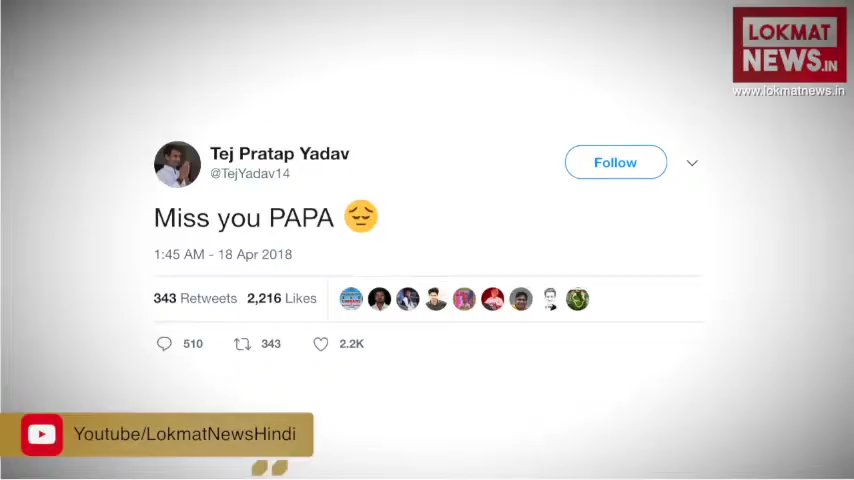 LOKMAT
NEWS.IN
www.lokmatnews.in
Tej Pratap Yadav
@TejYadav14
Follow
Miss you PAPA 😔
1:45 AM - 18 Apr 2018
343 Retweets 2,216 Likes
510 343 2.2K
Youtube/LokmatNewsHindi